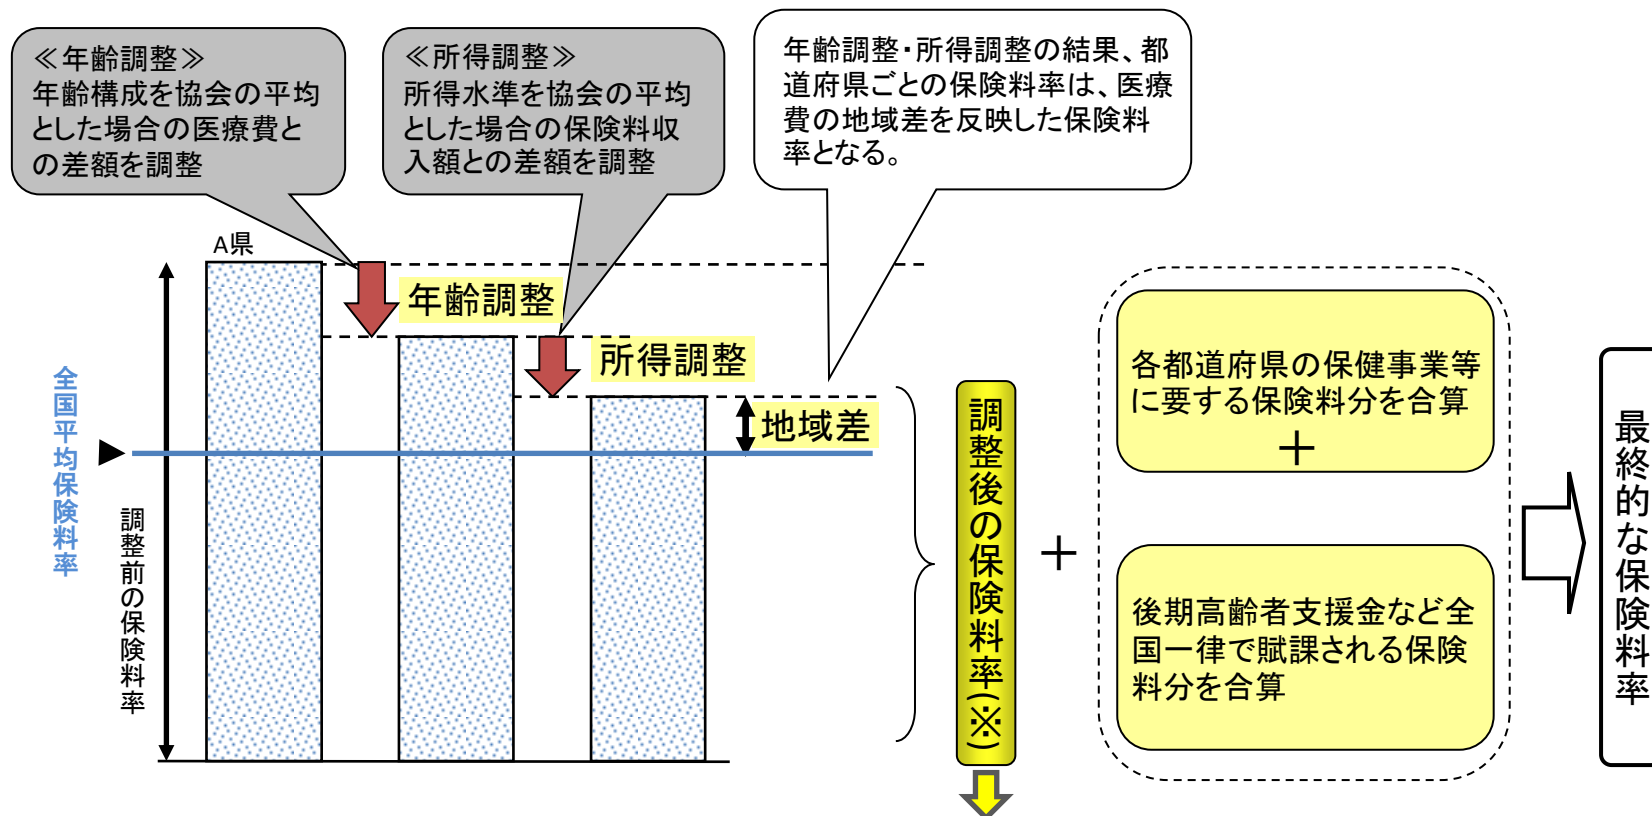 ≪年齢調整≫
年齢構成を協会の平均
とした場合の医療費と
の差額を調整
≪所得調整≫
所得水準を協会の平均
とした場合の保険料収
入額との差額を調整
年齢調整・所得調整の結果、都
道府県ごとの保険料率は、医療
費の地域差を反映した保険料
率となる。
A県
年齢調整
所得調整
地域差
全国平均保険料率
調整前の保険料率
調整後の保険料率(※)
＋
各都道府県の保健事業等
に要する保険料分を合算
＋
後期高齢者支援金など全
国一律で賦課される保険
料分を合算
最終的な保険料率